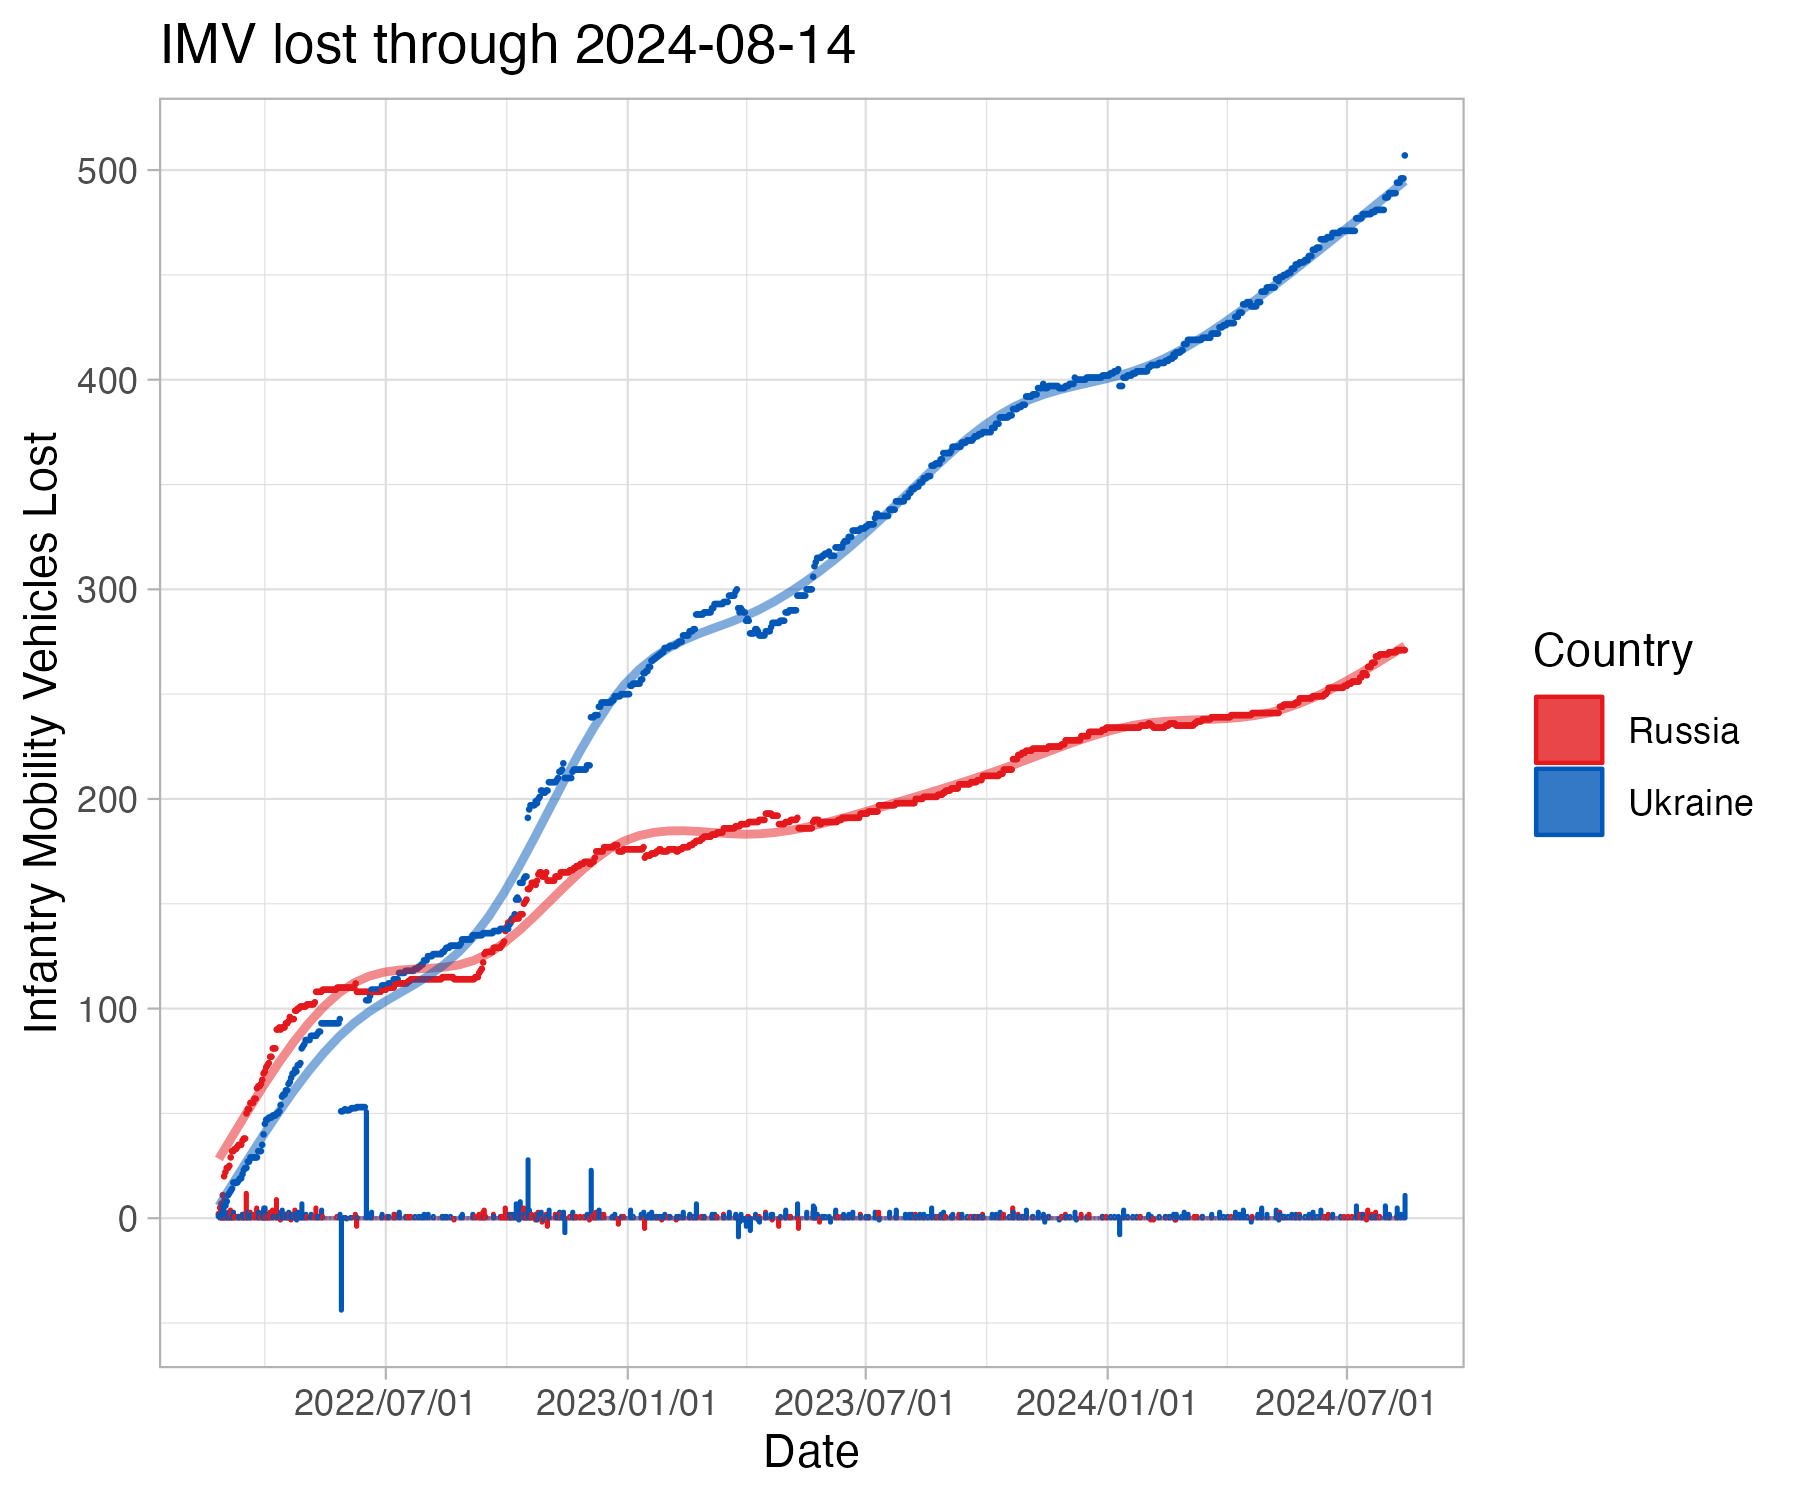 IMV lost through 2024-08-14
Infantry Mobility Vehicles Lost
500
400
300
200
100
0
2022/07/01
2023/01/01
2023/07/01
2024/01/01
2024/07/01
Date
Country
Russia
Ukraine